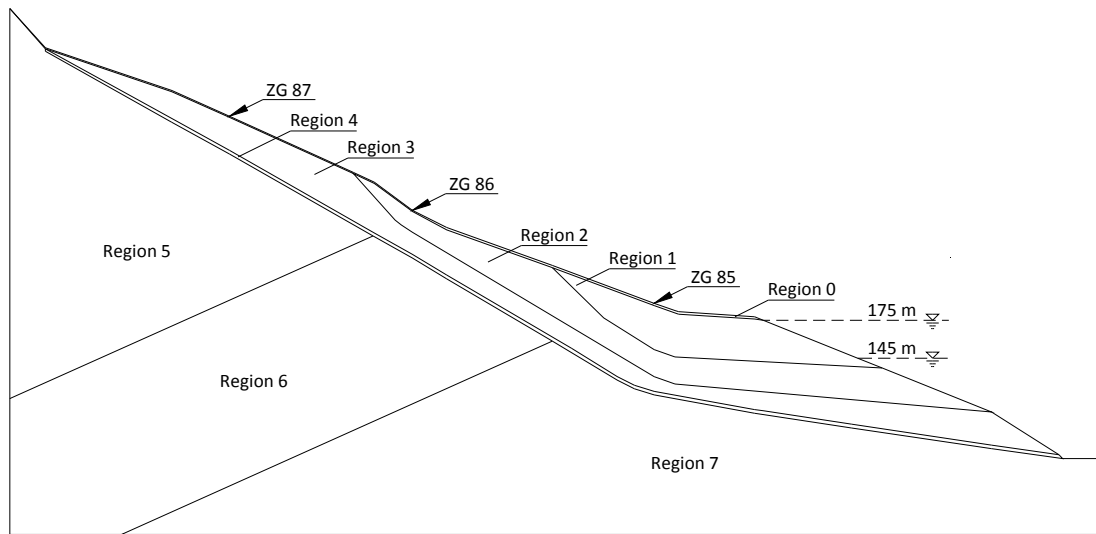 ZG 87
Region 4
Region 3
ZG 86
Region 2
Region 5
Region 1
ZG 85
Region 0
175 m
145 m
Region 6
Region 7